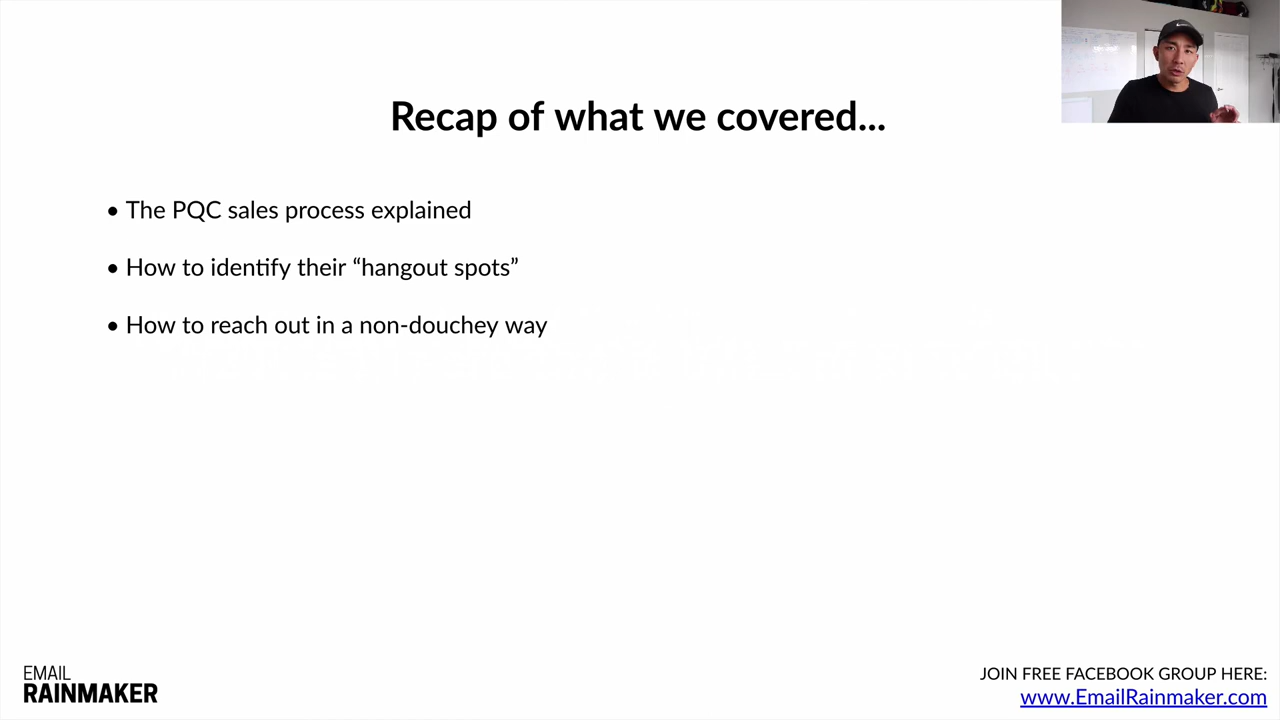 Recap of what we covered...
• The PQC sales process explained
• How to identify their “hangout spots”
• How to reach out in a non-douchey way
EMAIL
RAINMAKER
JOIN FREE FACEBOOK GROUP HERE:
www.EmailRainmaker.com